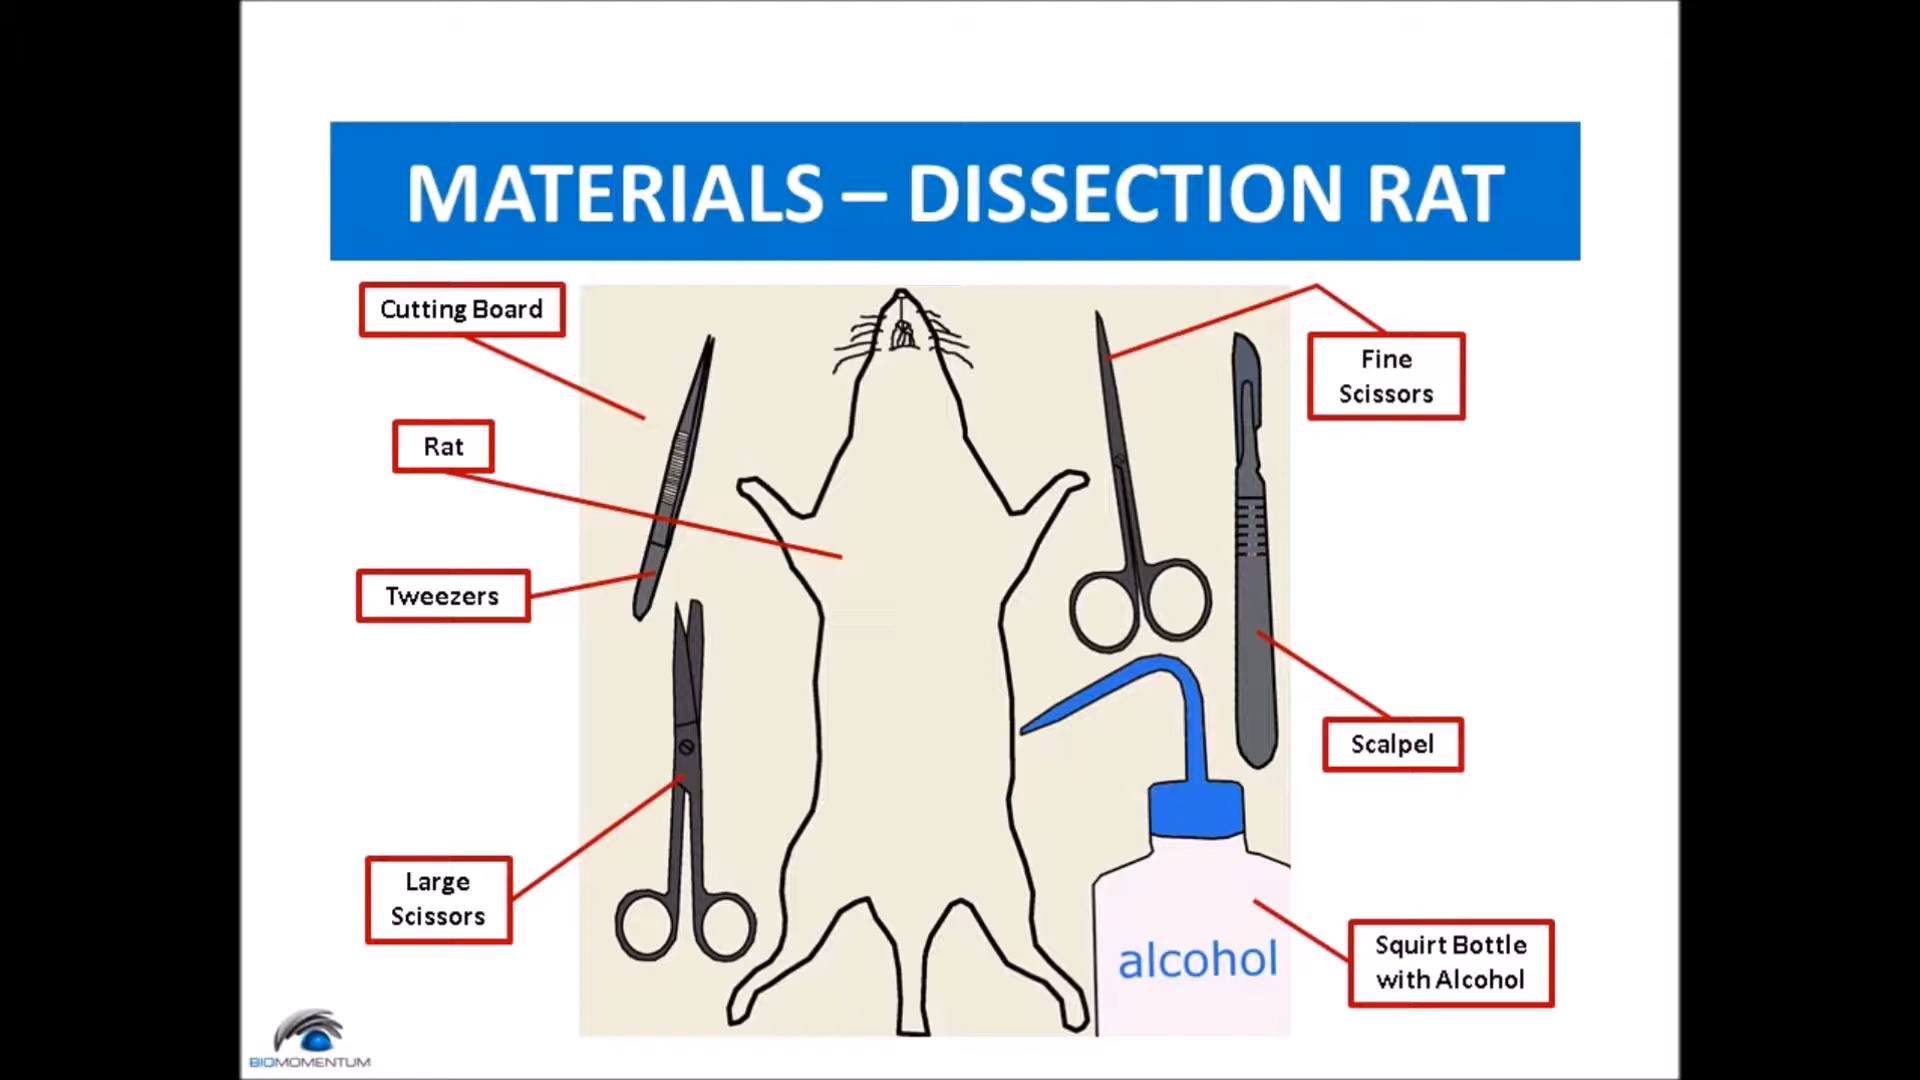 MATERIALS – DISSECTION RAT
Cutting Board
Fine
Scissors
Rat
Tweezers
Scalpel
Large
Scissors
Squirt Bottle
with Alcohol
alcohol
BIOMOMENTUM